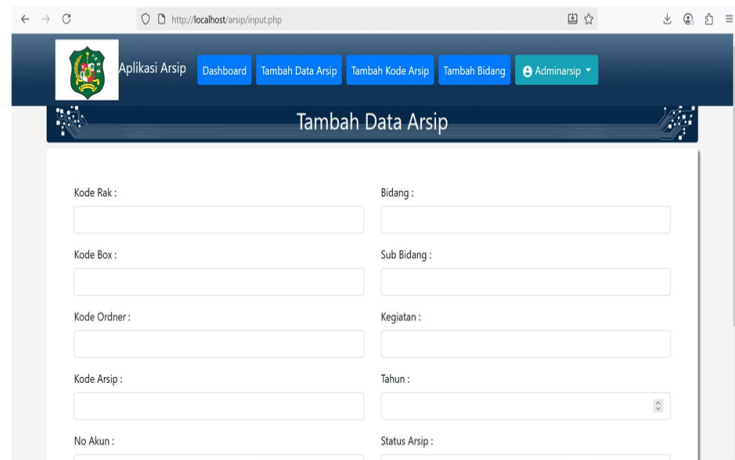 http://localhost/arsip/input.php
Aplikasi Arsip Dashboard Tambah Data Arsip Tambah Kode Arsip Tambah Bidang Adminarsip
Tambah Data Arsip
Kode Rak : Bidang :
Kode Box : Sub Bidang :
Kode Ordner : Kegiatan :
Kode Arsip : Tahun :
No Akun : Status Arsip :